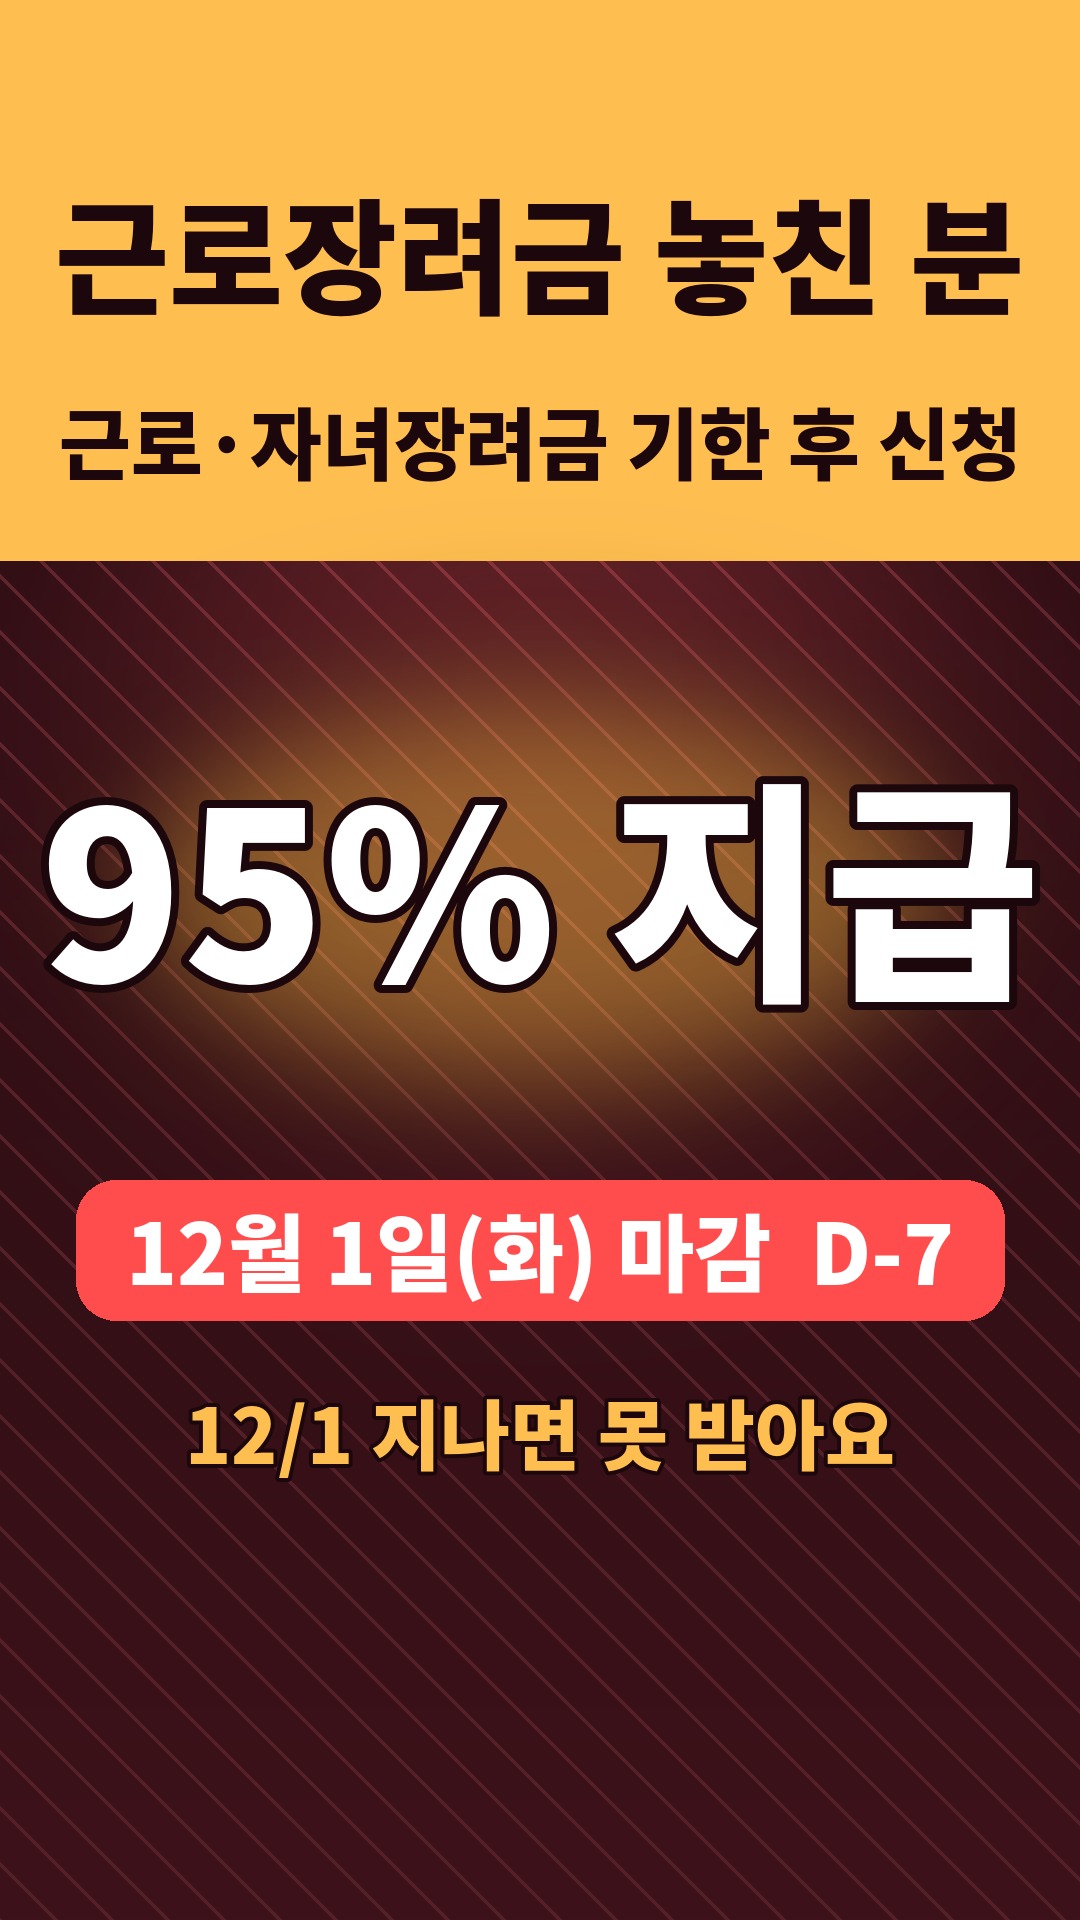 근로장려금 놓친 분
근로·자녀장려금 기한 후 신청
95% 지급
12월 1일(화) 마감 D-7
12/1 지나면 못 받아요